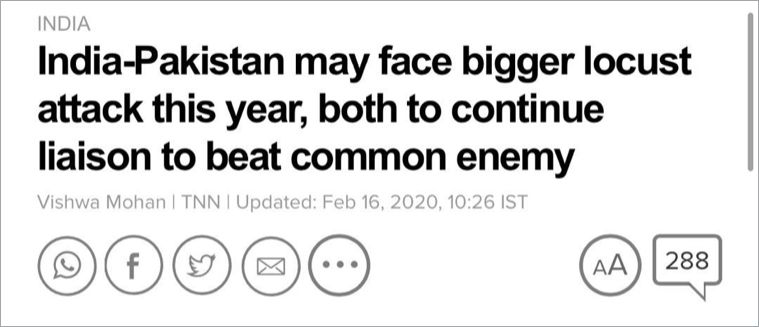 INDIA
India-Pakistan may face bigger locust
attack this year, both to continue
liaison to beat common enemy
Vishwa Mohan | TNN | Updated: Feb 16, 2020, 10:26 IST
f AA 288